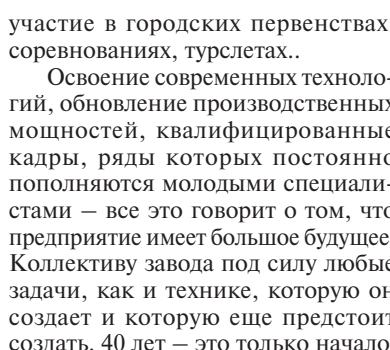 участие в городских первенствах
соревнованиях, турслетах..
Освоение современных техноло-
гий, обновление производственных
мощностей, квалифицированные
кадры, ряды которых постоянно
пополняются молодыми специали-
стами – все это говорит о том, что
предприятие имеет большое будущее
Коллективу завода под силу любые
задачи, как и технике, которую он
создает и которую еще предстоит
создать. 40 лет – это только начало